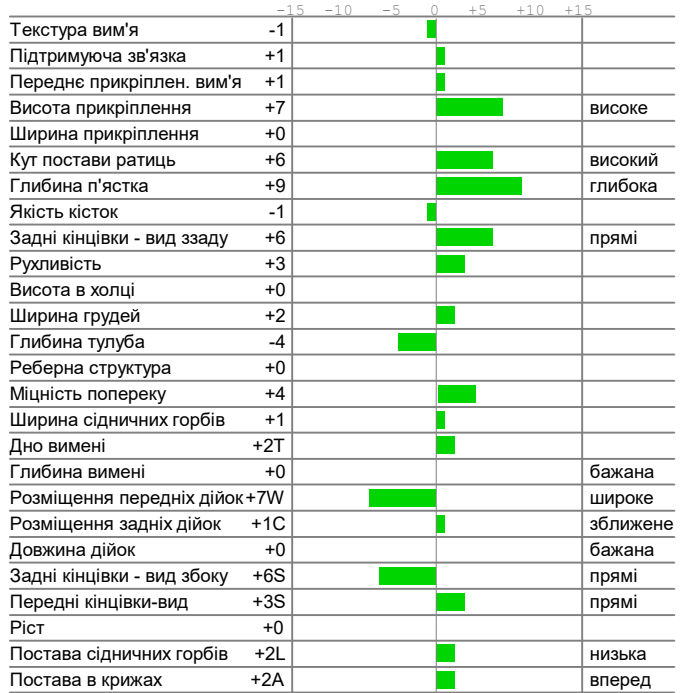 -15 -10 -5 0 +5 +10 +15
Текстура вим'я -1
Підтримуюча зв'язка +1
Переднє прикріплен. вим'я +1
Висота прикріплення +7 високе
Ширина прикріплення +0
Кут постави ратиць +6 високий
Глибина п'ястка +9 глибока
Якість кісток -1
Задні кінцівки - вид ззаду +6 прямі
Рухливість +3
Висота в холці +0
Ширина грудей +2
Глибина тулуба -4
Реберна структура +0
Міцність попереку +4
Ширина сідничних горбів +1
Дно вимені +2T
Глибина вимені +0 бажана
Розміщення передніх дійок +7W широке
Розміщення задніх дійок +1C зближене
Довжина дійок +0 бажана
Задні кінцівки - вид збоку +6S прямі
Передні кінцівки-вид +3S прямі
Ріст +0
Постава сідничних горбів +2L низька
Постава в крижах +2A вперед